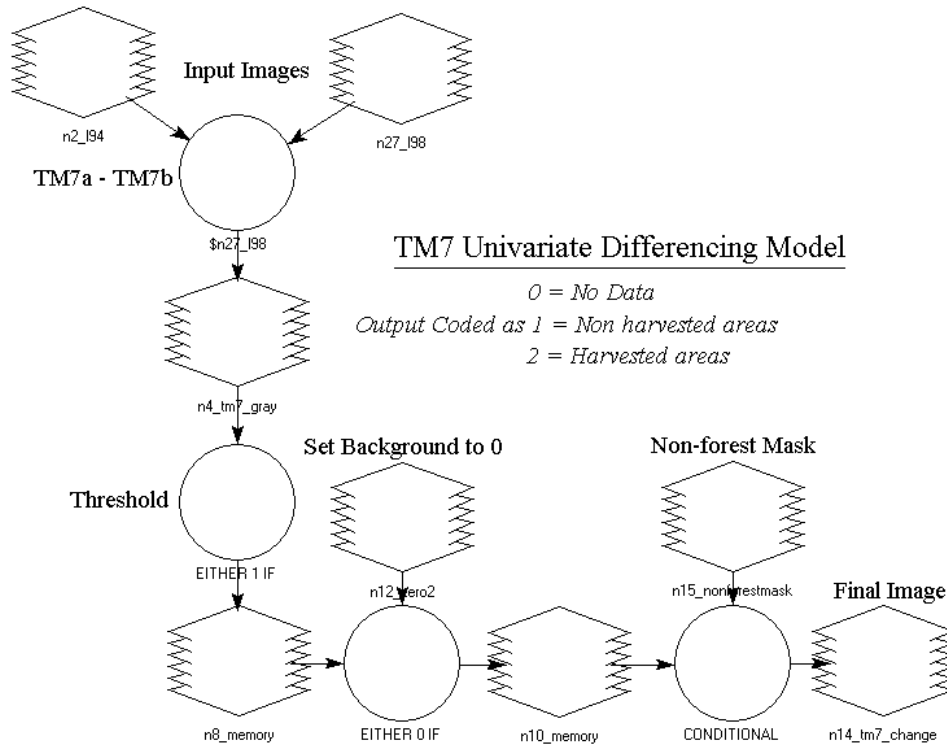 Input Images
n2_l94
n27_l98
TM7a - TM7b
$n27_l98
TM7 Univariate Differencing Model
0 = No Data
Output Coded as 1 = Non harvested areas
2 = Harvested areas
n4_tm7_gray
Set Background to 0
Non-forest Mask
Threshold
EITHER 1 IF
n12_zero2
n15_nonforestmask
Final Image
n8_memory
EITHER 0 IF
n10_memory
CONDITIONAL
n14_tm7_change